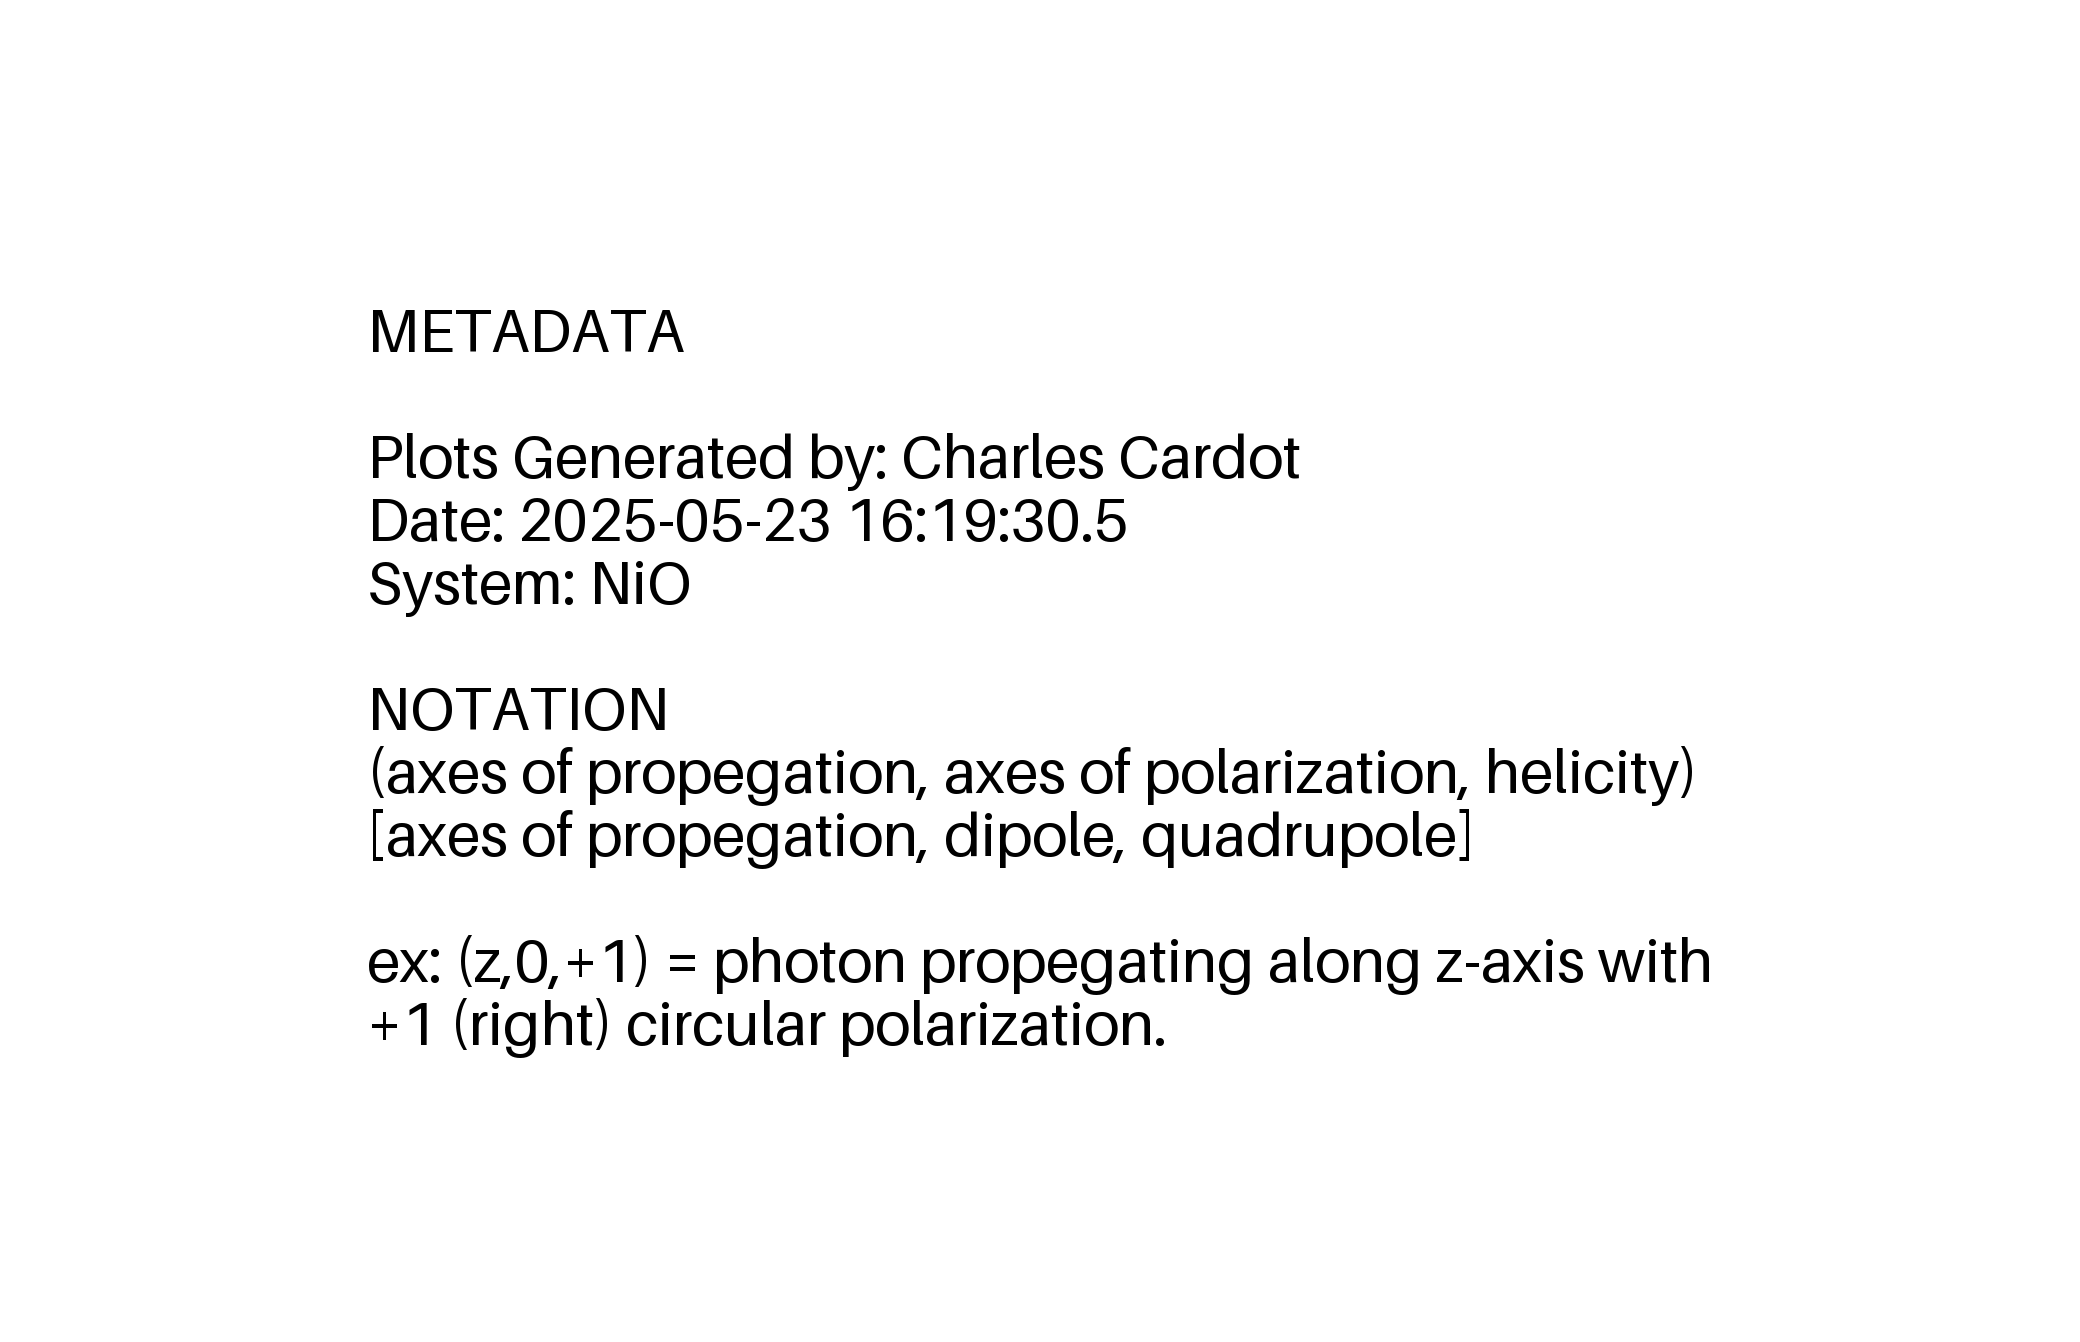 METADATA
Plots Generated by: Charles Cardot
Date: 2025-05-23 16:19:30.5
System: NiO
NOTATION
(axes of propegation, axes of polarization, helicity)
[axes of propegation, dipole, quadrupole]
ex: (z,0,+1) = photon propegating along z-axis with
+1 (right) circular polarization.